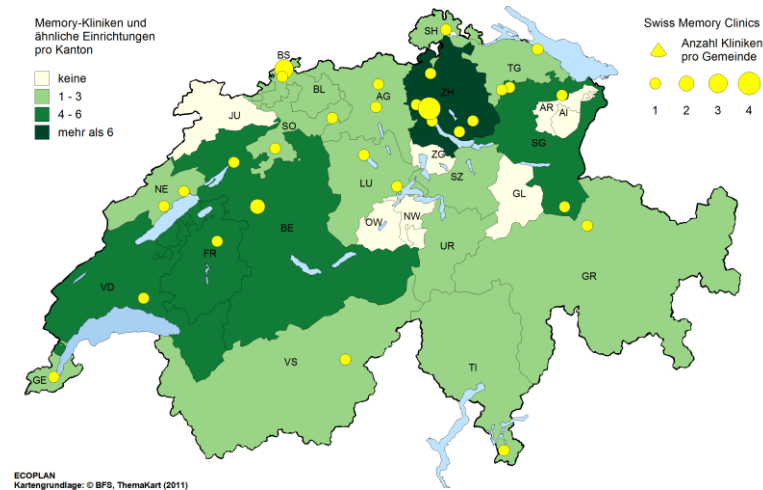 Memory-Kliniken und
ähnliche Einrichtungen
pro Kanton
keine
1 - 3
4 - 6
mehr als 6
Swiss Memory Clinics
Anzahl Kliniken
pro Gemeinde
1 2 3 4
SH
BS
TG
BL
AG
ZH
JU
AR
AI
SO
SG
ZG
NE
LU
SZ
GL
NW
OW
BE
UR
FR
GR
VD
VS
TI
GE
ECOPLAN
Kartengrundlage: © BFS, ThemaKart (2011)